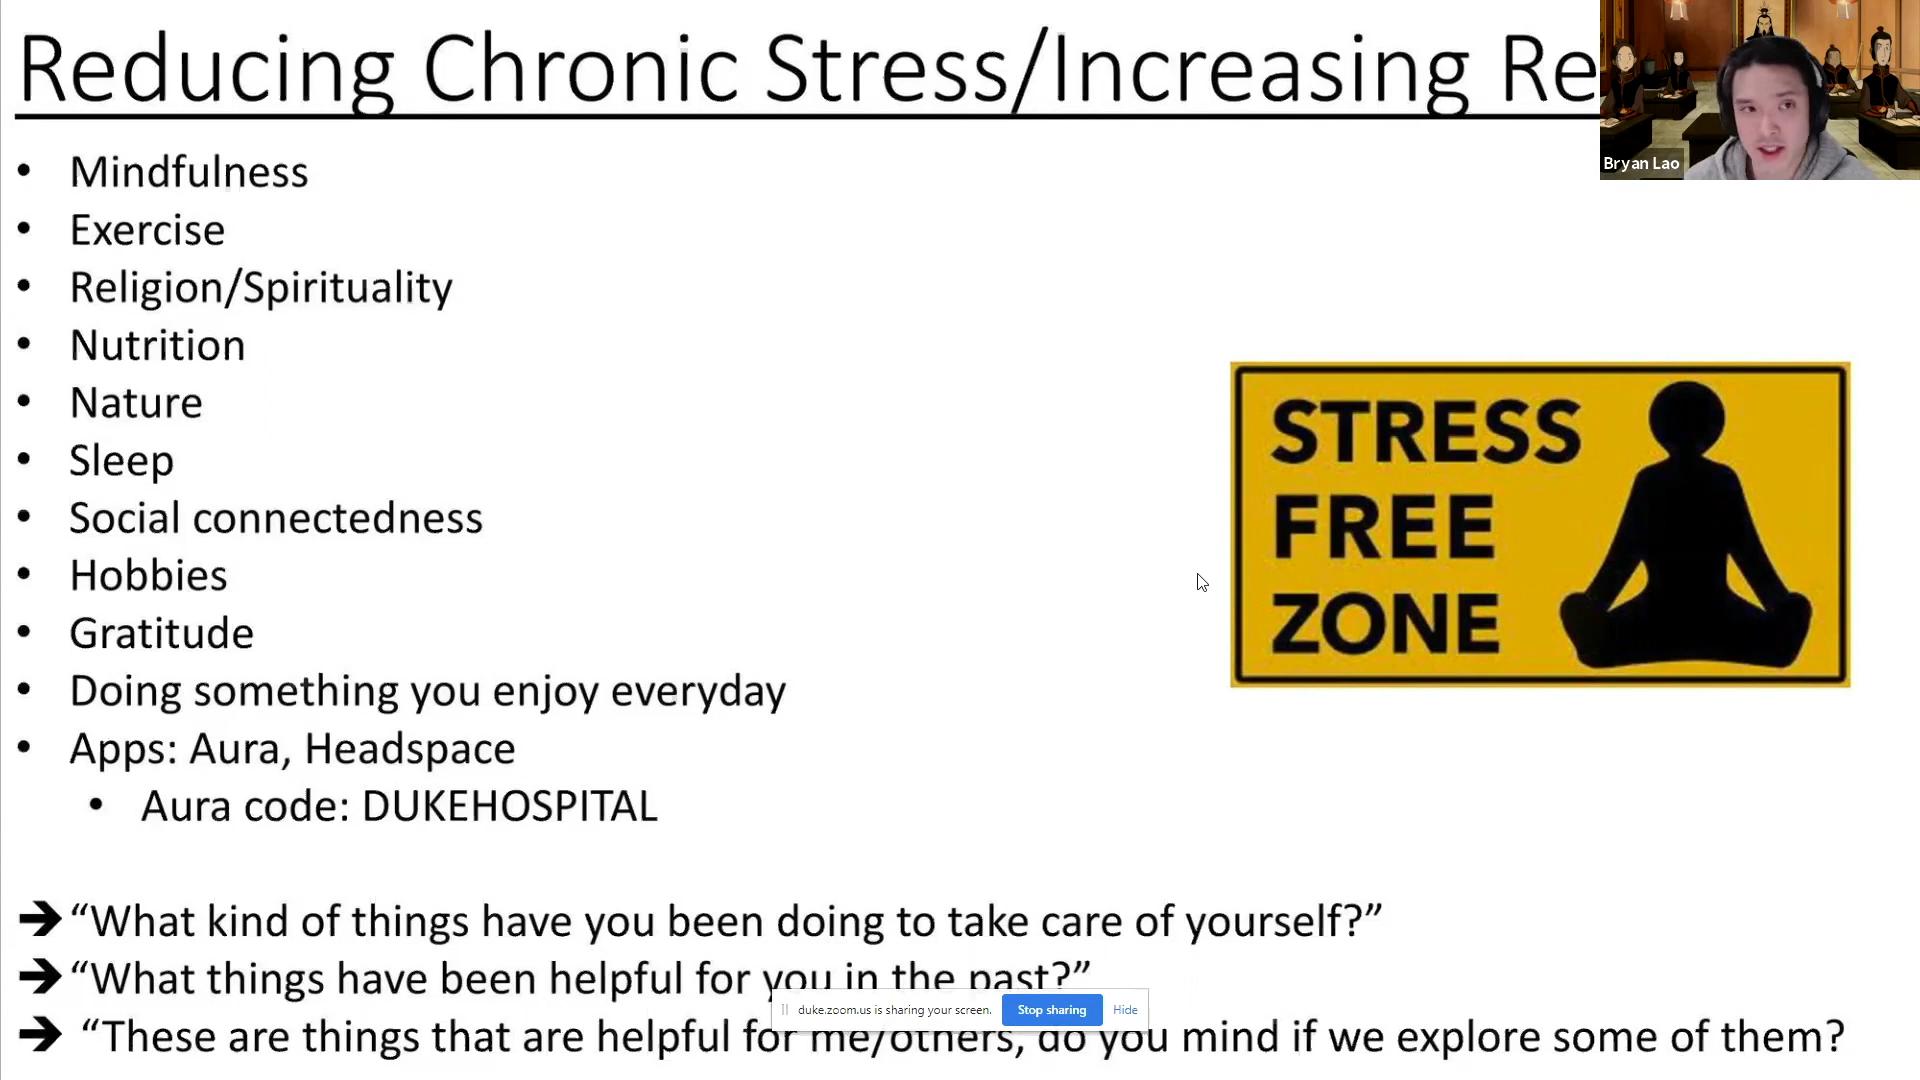 Reducing Chronic Stress/Increasing Re
Bryan Lao
• Mindfulness
• Exercise
• Religion/Spirituality
• Nutrition
• Nature
• Sleep
• Social connectedness
• Hobbies
• Gratitude
• Doing something you enjoy everyday
• Apps: Aura, Headspace
• Aura code: DUKEHOSPITAL
STRESS
FREE
ZONE
➔ “What kind of things have you been doing to take care of yourself?”
➔ “What things have been helpful for you in the past?”
duke.zoom.us is sharing your screen. Stop sharing Hide
➔ “These are things that are helpful for me/others, do you mind if we explore some of them?